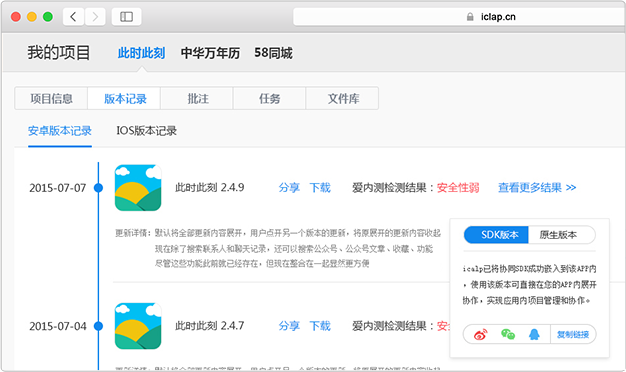 iclap.cn
我的项目 此时此刻 中华万年历 58同城
项目信息 版本记录 批注 任务 文件库
安卓版本记录 IOS版本记录
2015-07-07 此时此刻 2.4.9 分享 下载 爱内测检测结果：安全性弱 查看更多结果 >>
更新详情：默认将全部更新内容展开，用户点开另一个版本的更新，将原展开的更新内容收起
现在除了搜索联系人和聊天记录，还可以搜索公众号、公众号文章、收藏、功能
尽管这些功能此前就已经存在，但现在整合在一起显然更方便
SDK版本 原生版本
icalp已将协同SDK成功嵌入到该APP内
，使用该版本可直接在您的APP内展开
协作，实现应用内项目管理和协作。
复制链接
2015-07-04 此时此刻 2.4.7 分享 下载 爱内测检测结果：安